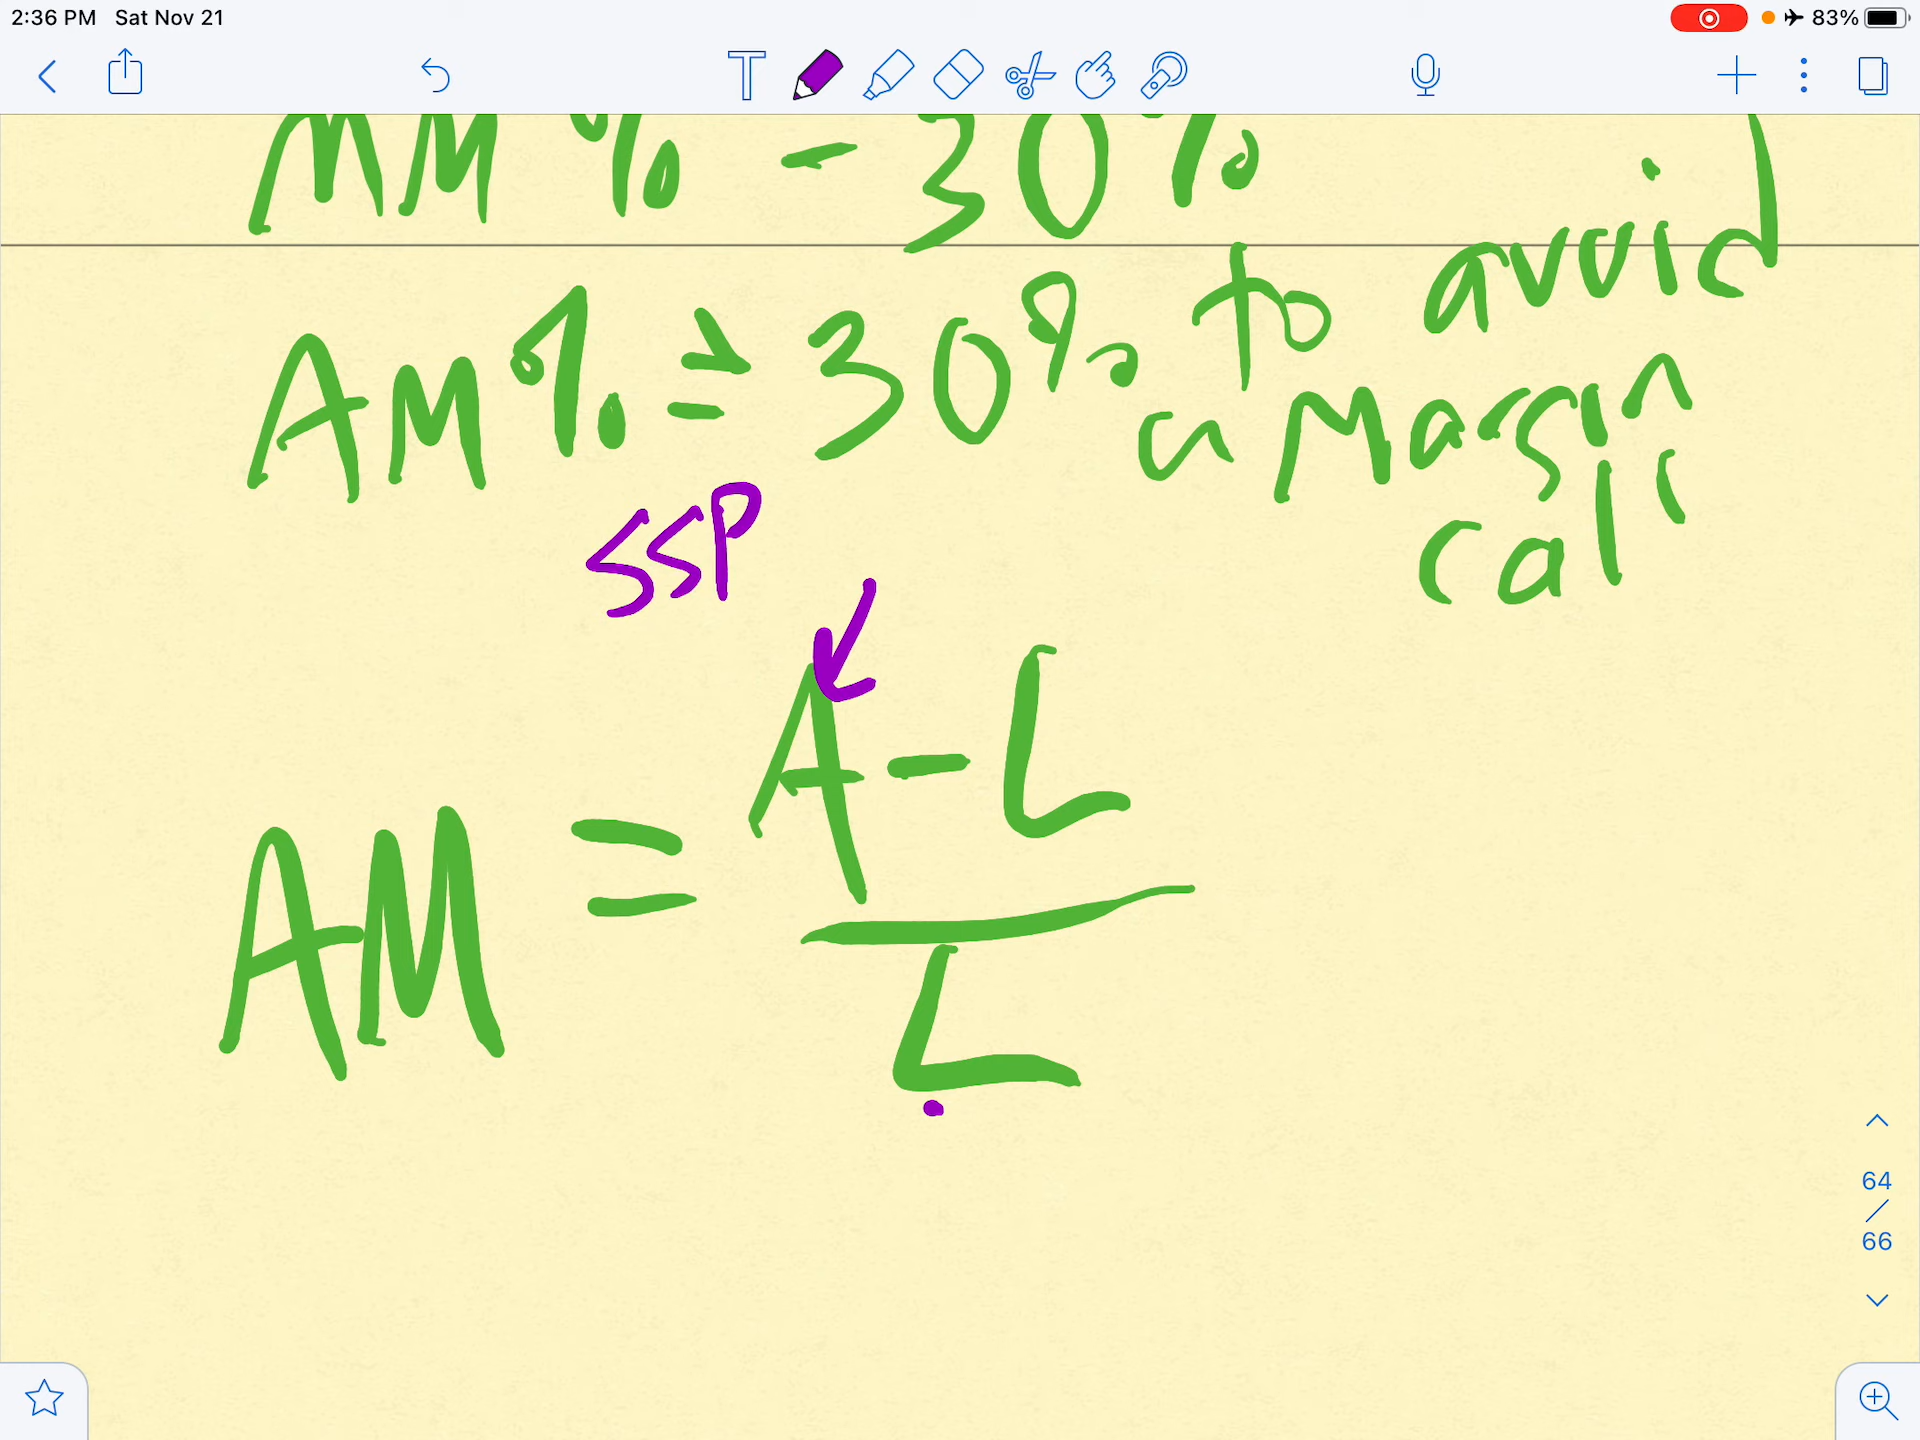 2:36 PM Sat Nov 21
83%
T
MM% - 30%
AM% ≥ 30% to avoid
a Margin
call
SSP
A - L
AM =
L
64
/
66